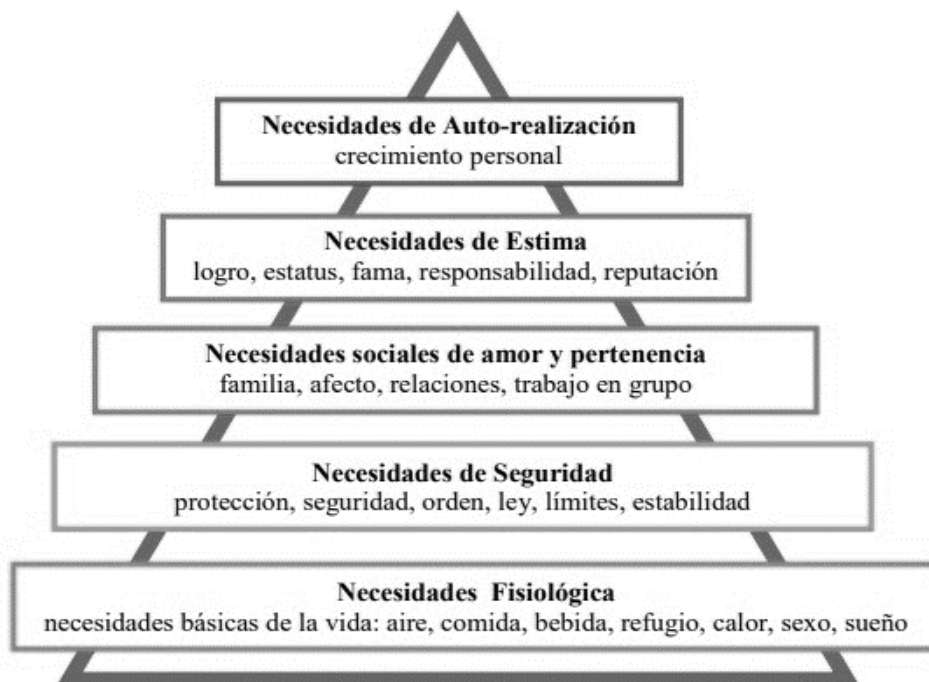 Necesidades de Auto-realización
crecimiento personal
Necesidades de Estima
logro, estatus, fama, responsabilidad, reputación
Necesidades sociales de amor y pertenencia
familia, afecto, relaciones, trabajo en grupo
Necesidades de Seguridad
protección, seguridad, orden, ley, límites, estabilidad
Necesidades Fisiológica
necesidades básicas de la vida: aire, comida, bebida, refugio, calor, sexo, sueño